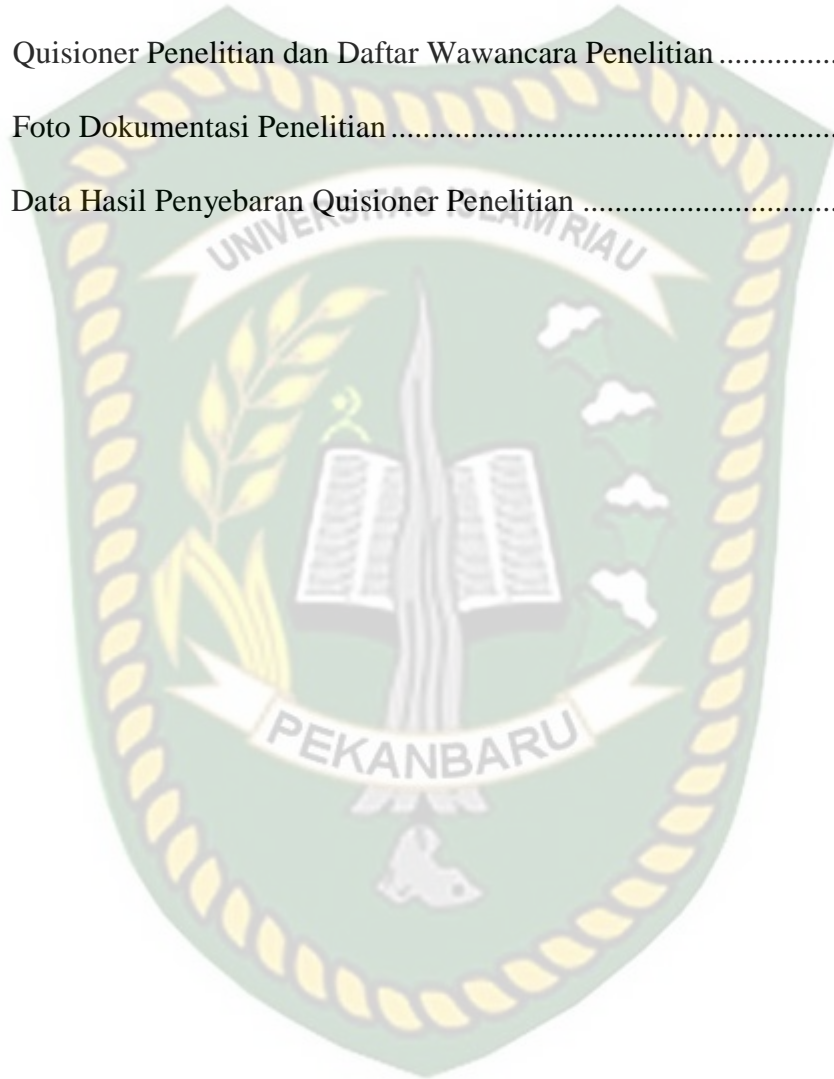 Quisioner Penelitian dan Daftar Wawancara Penelitian ..............
Foto Dokumentasi Penelitian ......................................................
Data Hasil Penyebaran Quisioner Penelitian ..............................
UNIVERSITAS ISLAM RIAU
PEKANBARU